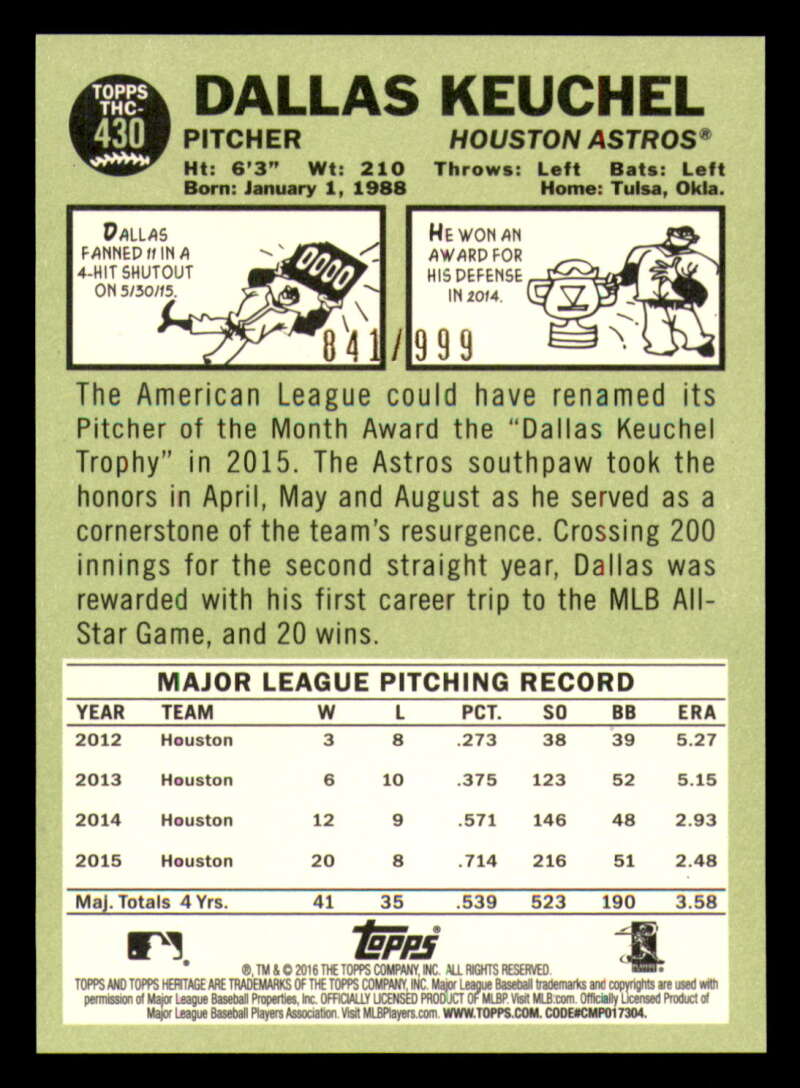 TOPPS
THC-
430
DALLAS KEUCHEL
PITCHER HOUSTON ASTROS®
Ht: 6'3" Wt: 210 Throws: Left Bats: Left
Born: January 1, 1988 Home: Tulsa, Okla.
DALLAS
FANNED 11 IN A
4-HIT SHUTOUT
ON 5/30/15.
0000
HE WON AN
AWARD FOR
HIS DEFENSE
IN 2014.
841/999
The American League could have renamed its
Pitcher of the Month Award the “Dallas Keuchel
Trophy” in 2015. The Astros southpaw took the
honors in April, May and August as he served as a
cornerstone of the team’s resurgence. Crossing 200
innings for the second straight year, Dallas was
rewarded with his first career trip to the MLB All-
Star Game, and 20 wins.
MAJOR LEAGUE PITCHING RECORD
YEAR TEAM W L PCT. SO BB ERA
2012 Houston 3 8 .273 38 39 5.27
2013 Houston 6 10 .375 123 52 5.15
2014 Houston 12 9 .571 146 48 2.93
2015 Houston 20 8 .714 216 51 2.48
Maj. Totals 4 Yrs. 41 35 .539 523 190 3.58
Topps®
®, TM & © 2016 THE TOPPS COMPANY, INC. ALL RIGHTS RESERVED.
TOPPS AND TOPPS HERITAGE ARE TRADEMARKS OF THE TOPPS COMPANY, INC. Major League Baseball trademarks and copyrights are used with
permission of Major League Baseball Properties, Inc. OFFICIALLY LICENSED PRODUCT OF MLBP. Visit MLB.com. Officially Licensed Product of
Major League Baseball Players Association. Visit MLBPlayers.com. WWW.TOPPS.COM. CODE#CMP017304.